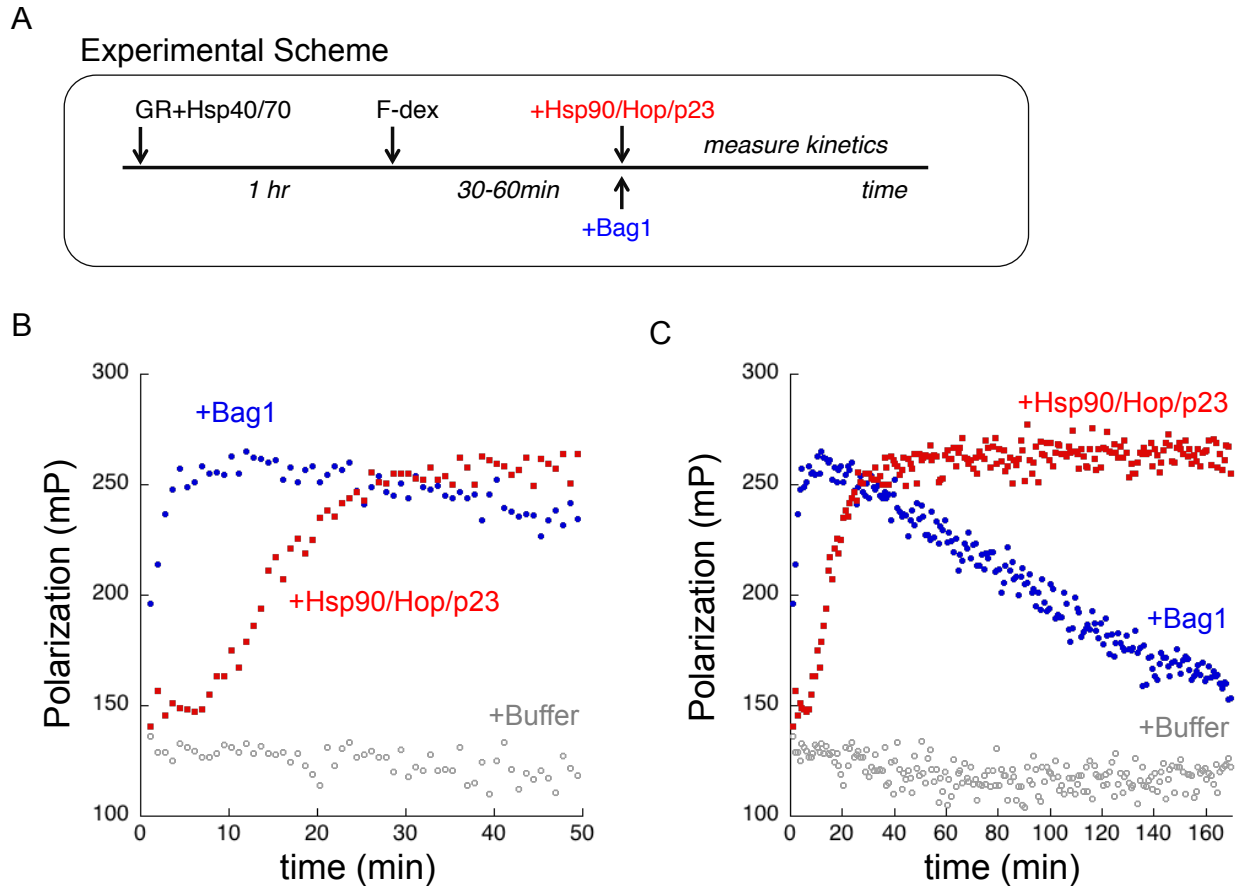 A
Experimental Scheme
GR+Hsp40/70 F-dex +Hsp90/Hop/p23
measure kinetics
1 hr 30-60min time
+Bag1
B
300
250
200
150
100
Polarization (mP)
+Bag1
+Hsp90/Hop/p23
+Buffer
0 10 20 30 40 50
time (min)
C
300
250
200
150
100
Polarization (mP)
+Hsp90/Hop/p23
+Bag1
+Buffer
0 20 40 60 80 100 120 140 160
time (min)